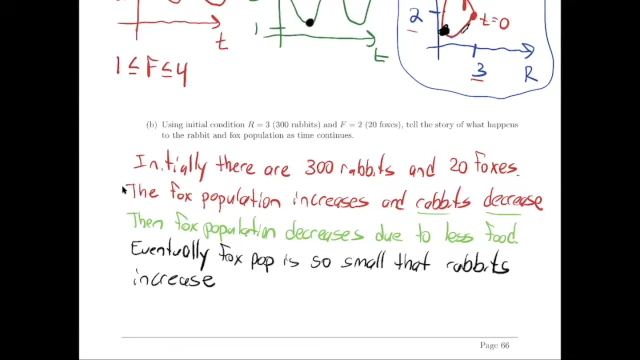 t=0
2
1
t
t
3
R
1 ≤ F ≤ 4
(b) Using initial condition R = 3 (300 rabbits) and F = 2 (20 foxes), tell the story of what happens
to the rabbit and fox population as time continues.
Initially there are 300 rabbits and 20 foxes.
The fox population increases and rabbits decrease
Then fox population decreases due to less food.
Eventually fox pop is so small that rabbits
increase
Page 66